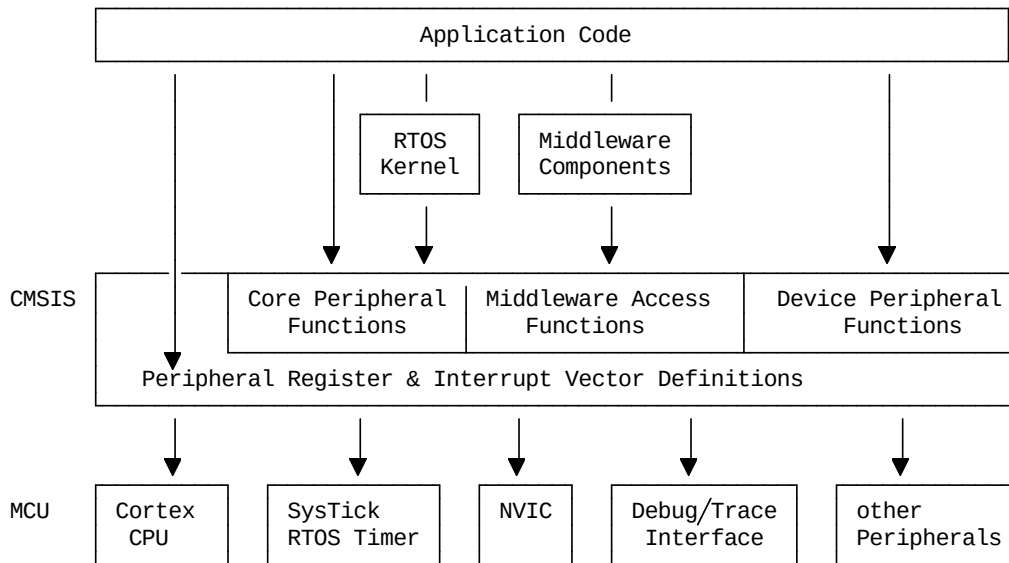 Application Code
RTOS Middleware
Kernel Components
CMSIS Core Peripheral Middleware Access Device Peripheral
Functions Functions Functions
Peripheral Register & Interrupt Vector Definitions
MCU Cortex SysTick NVIC Debug/Trace other
CPU RTOS Timer Interface Peripherals